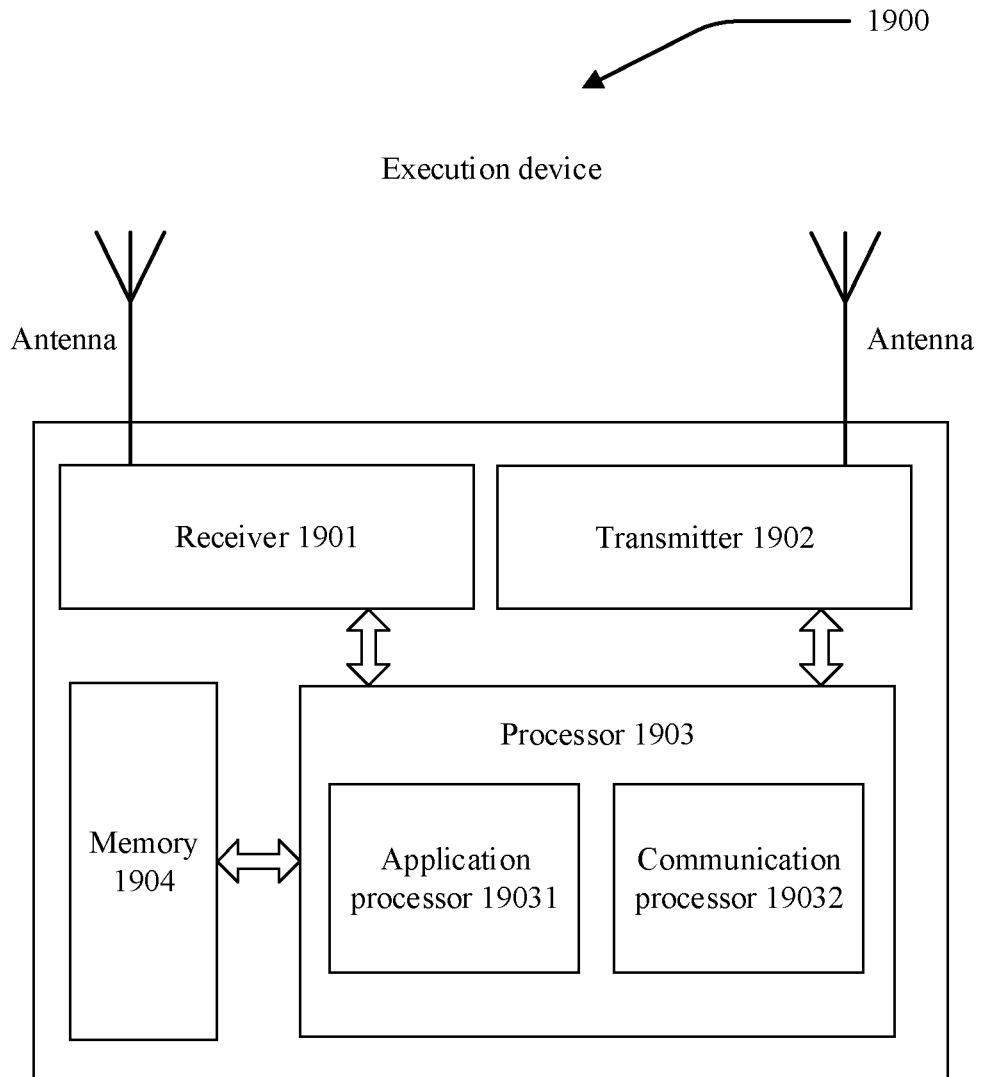 1900
Execution device
Antenna
Antenna
Receiver 1901
Transmitter 1902
Processor 1903
Memory
1904
Application
processor 19031
Communication
processor 19032